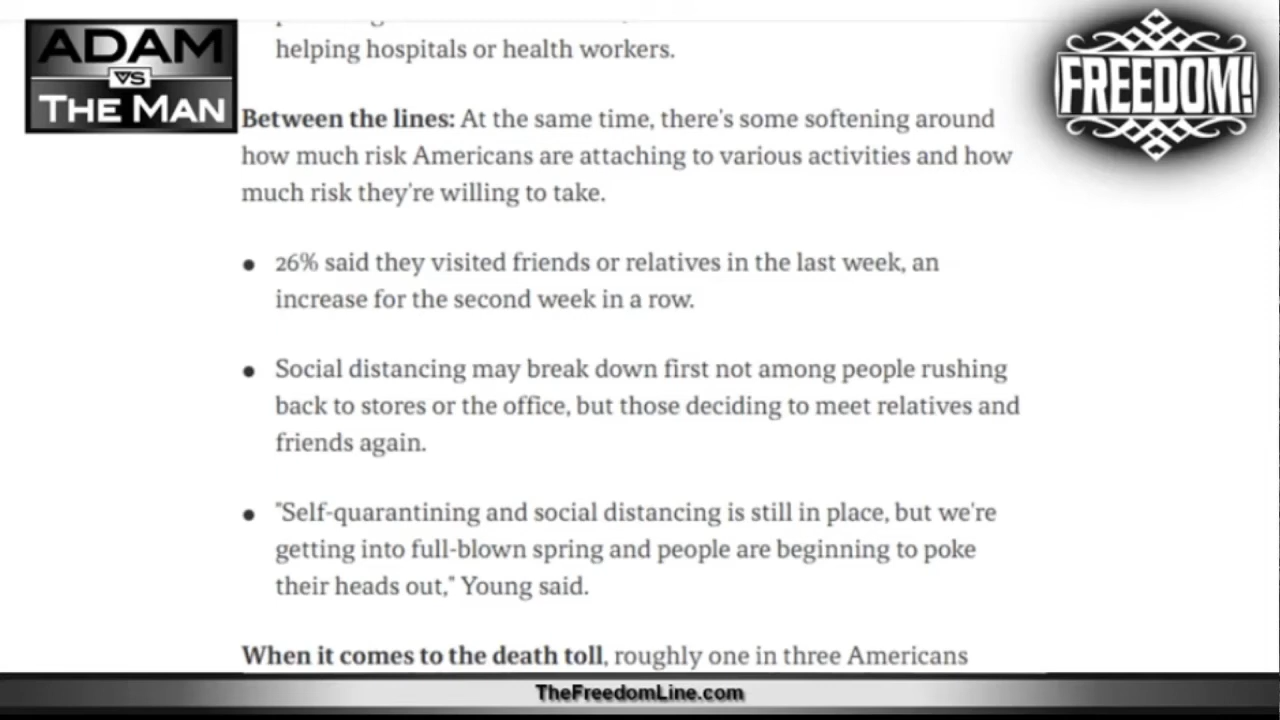 ADAM
VS
THE MAN
FREEDOM!
helping hospitals or health workers.
Between the lines: At the same time, there's some softening around
how much risk Americans are attaching to various activities and how
much risk they're willing to take.
● 26% said they visited friends or relatives in the last week, an
increase for the second week in a row.
● Social distancing may break down first not among people rushing
back to stores or the office, but those deciding to meet relatives and
friends again.
● "Self-quarantining and social distancing is still in place, but we're
getting into full-blown spring and people are beginning to poke
their heads out," Young said.
When it comes to the death toll, roughly one in three Americans
TheFreedomLine.com